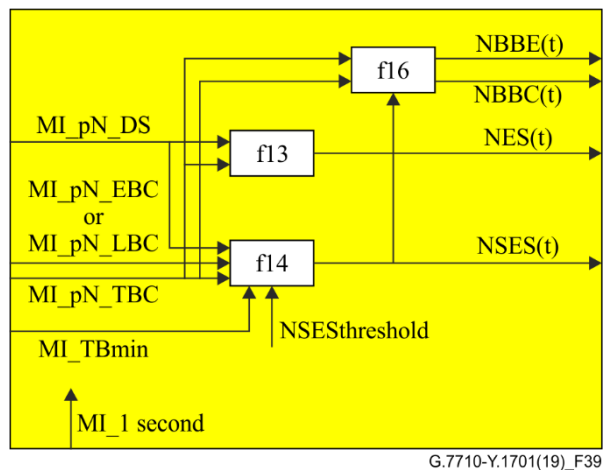 NBBE(t)
f16
NBBC(t)
MI_pN_DS
NES(t)
f13
MI_pN_EBC
or
MI_pN_LBC
NSES(t)
f14
MI_pN_TBC
NSESthreshold
MI_TBmin
MI_1 second
G.7710-Y.1701(19)_F39